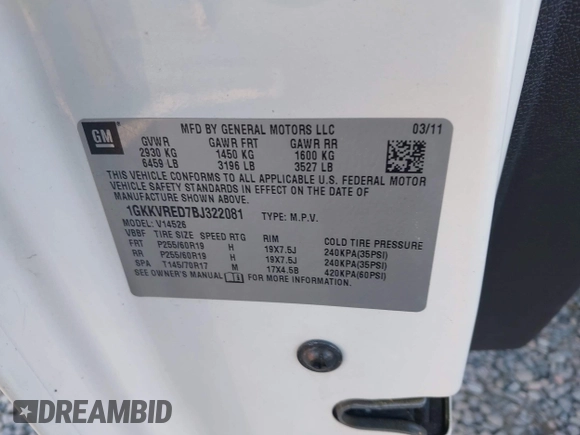 GM
MFD BY GENERAL MOTORS LLC 03/11
GVWR GAWR FRT GAWR RR
2930 KG 1450 KG 1600 KG
6459 LB 3196 LB 3527 LB
THIS VEHICLE CONFORMS TO ALL APPLICABLE U.S. FEDERAL MOTOR
VEHICLE SAFETY STANDARDS IN EFFECT ON THE DATE OF
MANUFACTURE SHOWN ABOVE.
1GKKVRED7BJ322081 TYPE: M.P.V.
MODEL: V14526
VBBF TIRE SIZE SPEED RTG RIM COLD TIRE PRESSURE
FRT P255/60R19 H 19X7.5J 240KPA(35PSI)
RR P255/60R19 H 19X7.5J 240KPA(35PSI)
SPA T145/70R17 M 17X4.5B 420KPA(60PSI)
SEE OWNER'S MANUAL FOR MORE INFORMATION.
DREAMBID